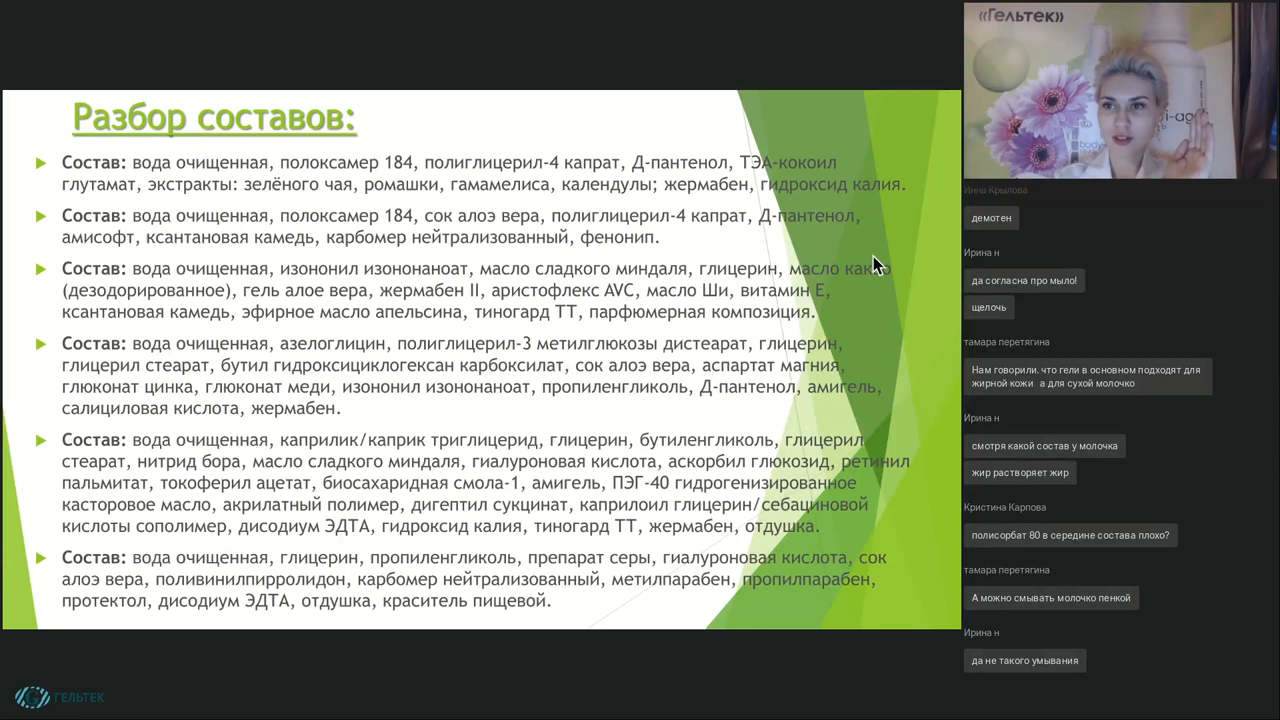 Разбор составов:
Состав: вода очищенная, полоксамер 184, полиглицерил-4 капрат, Д-пантенол, ТЭА-кокоил
глутамат, экстракты: зелёного чая, ромашки, гамамелиса, календулы; жермабен, гидроксид калия.
Состав: вода очищенная, полоксамер 184, сок алоэ вера, полиглицерил-4 капрат, Д-пантенол,
амисофт, ксантановая камедь, карбомер нейтрализованный, фенонип.
Состав: вода очищенная, изононил изононаноат, масло сладкого миндаля, глицерин, масло какао
(дезодорированное), гель алое вера, жермабен II, аристофлекс AVC, масло Ши, витамин Е,
ксантановая камедь, эфирное масло апельсина, тиногард ТТ, парфюмерная композиция.
Состав: вода очищенная, азелоглицин, полиглицерил-3 метилглюкозы дистеарат, глицерин,
глицерил стеарат, бутил гидроксициклогексан карбоксилат, сок алоэ вера, аспартат магния,
глюконат цинка, глюконат меди, изононил изононаноат, пропиленгликоль, Д-пантенол, амигель,
салициловая кислота, жермабен.
Состав: вода очищенная, каприлик/каприк триглицерид, глицерин, бутиленгликоль, глицерил
стеарат, нитрид бора, масло сладкого миндаля, гиалуроновая кислота, аскорбил глюкозид, ретинил
пальмитат, токоферил ацетат, биосахаридная смола-1, амигель, ПЭГ-40 гидрогенизированное
касторовое масло, акрилатный полимер, дигептил сукцинат, каприлоил глицерин/себациновой
кислоты сополимер, дисодиум ЭДТА, гидроксид калия, тиногард ТТ, жермабен, отдушка.
Состав: вода очищенная, глицерин, пропиленгликоль, препарат серы, гиалуроновая кислота, сок
алоэ вера, поливинилпирролидон, карбомер нейтрализованный, метилпарабен, пропилпарабен,
протектол, дисодиум ЭДТА, отдушка, краситель пищевой.
ГЕЛЬТЕК
«Гельтек»
Инна Крылова
демотен
Ирина н
да согласна про мыло!
щелочь
тамара перетягина
Нам говорили. что гели в основном подходят для
жирной кожи а для сухой молочко
Ирина н
смотря какой состав у молочка
жир растворяет жир
Кристина Карпова
полисорбат 80 в середине состава плохо?
тамара перетягина
А можно смывать молочко пенкой
Ирина н
да не такого умывания